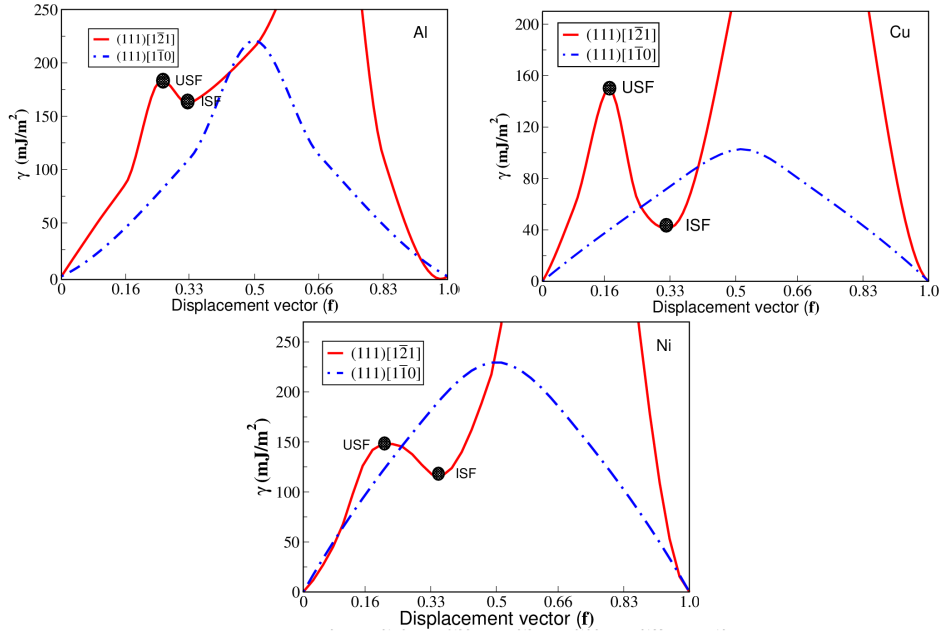 Al
(111)[12̅1]
(111)[11̅0]
USF
ISF
γ (mJ/m²)
250
200
150
100
50
0
0 0.16 0.33 0.5 0.66 0.83 1.0
Displacement vector (f)
Cu
(111)[12̅1]
(111)[11̅0]
USF
ISF
γ (mJ/m²)
200
160
120
80
40
0
0 0.16 0.33 0.5 0.66 0.83 1.0
Displacement vector (f)
Ni
(111)[12̅1]
(111)[11̅0]
USF
ISF
γ (mJ/m²)
250
200
150
100
50
0
0 0.16 0.33 0.5 0.66 0.83 1.0
Displacement vector (f)